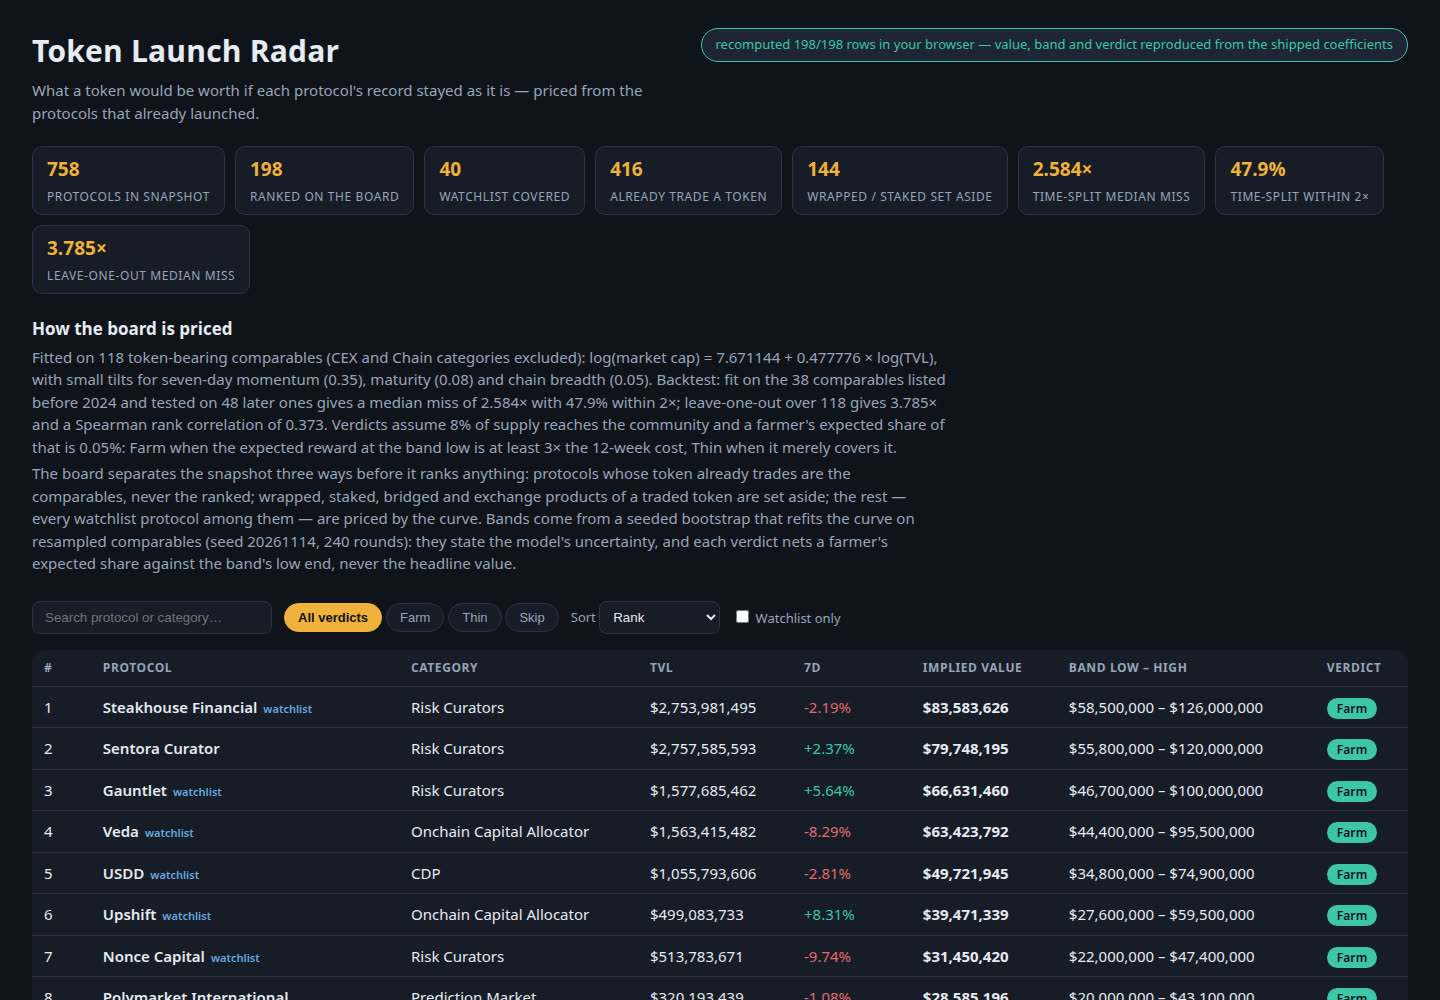 Token Launch Radar
recomputed 198/198 rows in your browser — value, band and verdict reproduced from the shipped coefficients
What a token would be worth if each protocol's record stayed as it is — priced from the
protocols that already launched.
758
PROTOCOLS IN SNAPSHOT
198
RANKED ON THE BOARD
40
WATCHLIST COVERED
416
ALREADY TRADE A TOKEN
144
WRAPPED / STAKED SET ASIDE
2.584×
TIME-SPLIT MEDIAN MISS
47.9%
TIME-SPLIT WITHIN 2×
3.785×
LEAVE-ONE-OUT MEDIAN MISS
How the board is priced
Fitted on 118 token-bearing comparables (CEX and Chain categories excluded): log(market cap) = 7.671144 + 0.477776 × log(TVL),
with small tilts for seven-day momentum (0.35), maturity (0.08) and chain breadth (0.05). Backtest: fit on the 38 comparables listed
before 2024 and tested on 48 later ones gives a median miss of 2.584× with 47.9% within 2×; leave-one-out over 118 gives 3.785×
and a Spearman rank correlation of 0.373. Verdicts assume 8% of supply reaches the community and a farmer's expected share of
that is 0.05%: Farm when the expected reward at the band low is at least 3× the 12-week cost, Thin when it merely covers it.
The board separates the snapshot three ways before it ranks anything: protocols whose token already trades are the
comparables, never the ranked; wrapped, staked, bridged and exchange products of a traded token are set aside; the rest —
every watchlist protocol among them — are priced by the curve. Bands come from a seeded bootstrap that refits the curve on
resampled comparables (seed 20261114, 240 rounds): they state the model's uncertainty, and each verdict nets a farmer's
expected share against the band's low end, never the headline value.
Search protocol or category… All verdicts Farm Thin Skip Sort Rank Watchlist only
# PROTOCOL CATEGORY TVL 7D IMPLIED VALUE BAND LOW – HIGH VERDICT
1 Steakhouse Financial watchlist Risk Curators $2,753,981,495 -2.19% $83,583,626 $58,500,000 – $126,000,000 Farm
2 Sentora Curator Risk Curators $2,757,585,593 +2.37% $79,748,195 $55,800,000 – $120,000,000 Farm
3 Gauntlet watchlist Risk Curators $1,577,685,462 +5.64% $66,631,460 $46,700,000 – $100,000,000 Farm
4 Veda watchlist Onchain Capital Allocator $1,563,415,482 -8.29% $63,423,792 $44,400,000 – $95,500,000 Farm
5 USDD watchlist CDP $1,055,793,606 -2.81% $49,721,945 $34,800,000 – $74,900,000 Farm
6 Upshift watchlist Onchain Capital Allocator $499,083,733 +8.31% $39,471,339 $27,600,000 – $59,500,000 Farm
7 Nonce Capital watchlist Risk Curators $513,783,671 -9.74% $31,450,420 $22,000,000 – $47,400,000 Farm
8 Polymarket International Prediction Market $320,193,439 -1.08% $28,585,196 $20,000,000 – $43,100,000 Farm